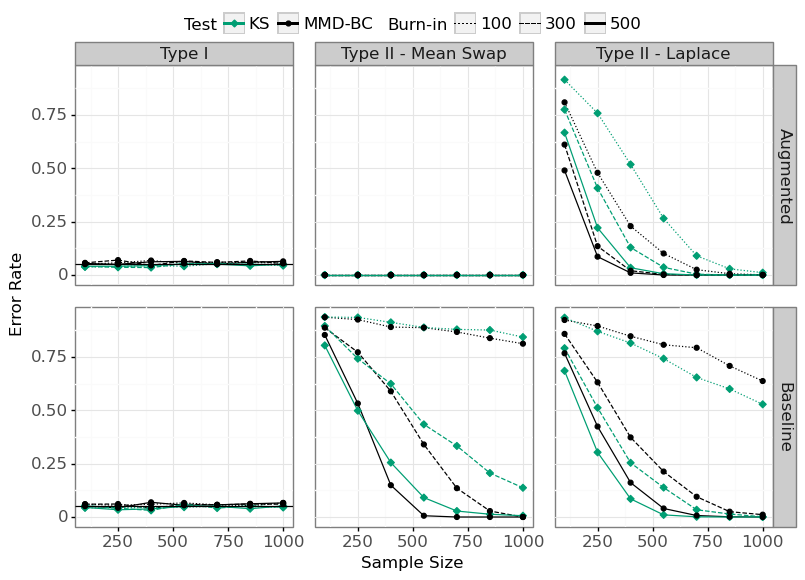 Test KS MMD-BC Burn-in 100 300 500
Type I Type II - Mean Swap Type II - Laplace
0.75
0.50
0.25
0
Augmented
Error Rate
0.75
0.50
0.25
0
Baseline
250 500 750 1000 250 500 750 1000 250 500 750 1000
Sample Size